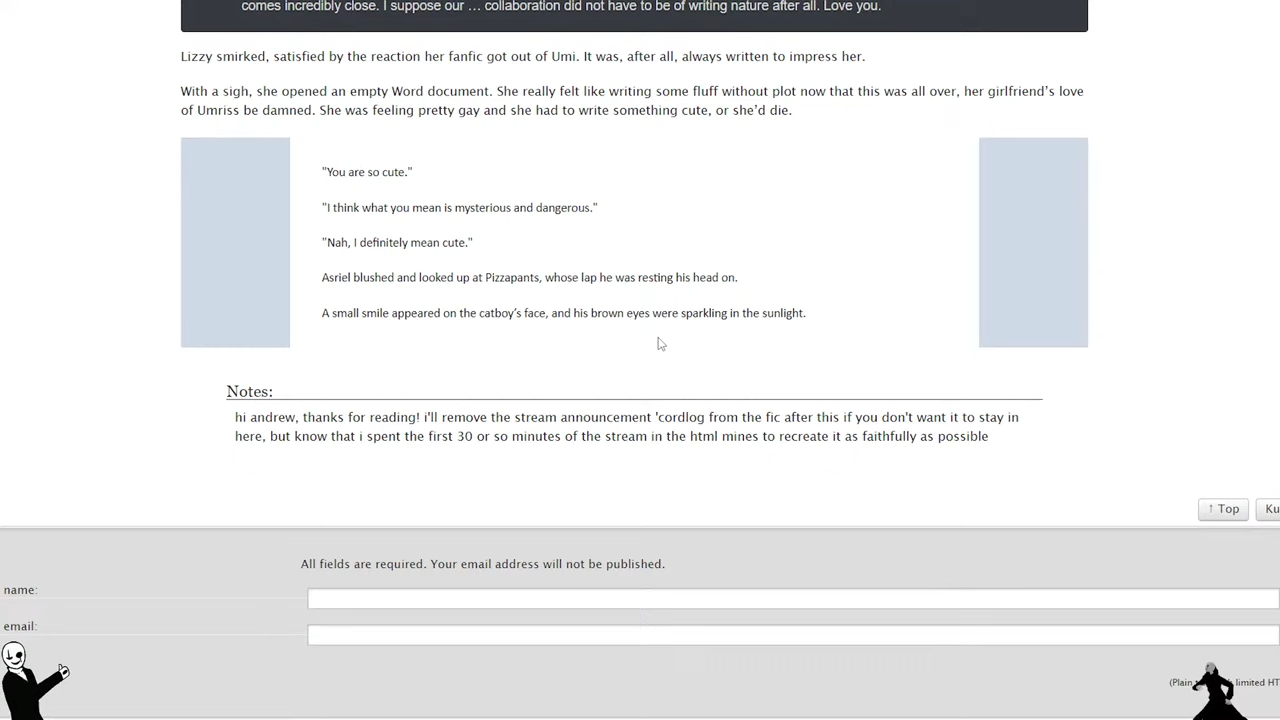 comes incredibly close. I suppose our … collaboration did not have to be of writing nature after all. Love you.
Lizzy smirked, satisfied by the reaction her fanfic got out of Umi. It was, after all, always written to impress her.
With a sigh, she opened an empty Word document. She really felt like writing some fluff without plot now that this was all over, her girlfriend's love
of Umriss be damned. She was feeling pretty gay and she had to write something cute, or she'd die.
"You are so cute."
"I think what you mean is mysterious and dangerous."
"Nah, I definitely mean cute."
Asriel blushed and looked up at Pizzapants, whose lap he was resting his head on.
A small smile appeared on the catboy's face, and his brown eyes were sparkling in the sunlight.
Notes:
hi andrew, thanks for reading! i'll remove the stream announcement 'cordlog from the fic after this if you don't want it to stay in
here, but know that i spent the first 30 or so minutes of the stream in the html mines to recreate it as faithfully as possible
↑ Top
Ku
All fields are required. Your email address will not be published.
name:
email:
(Plain limited HT